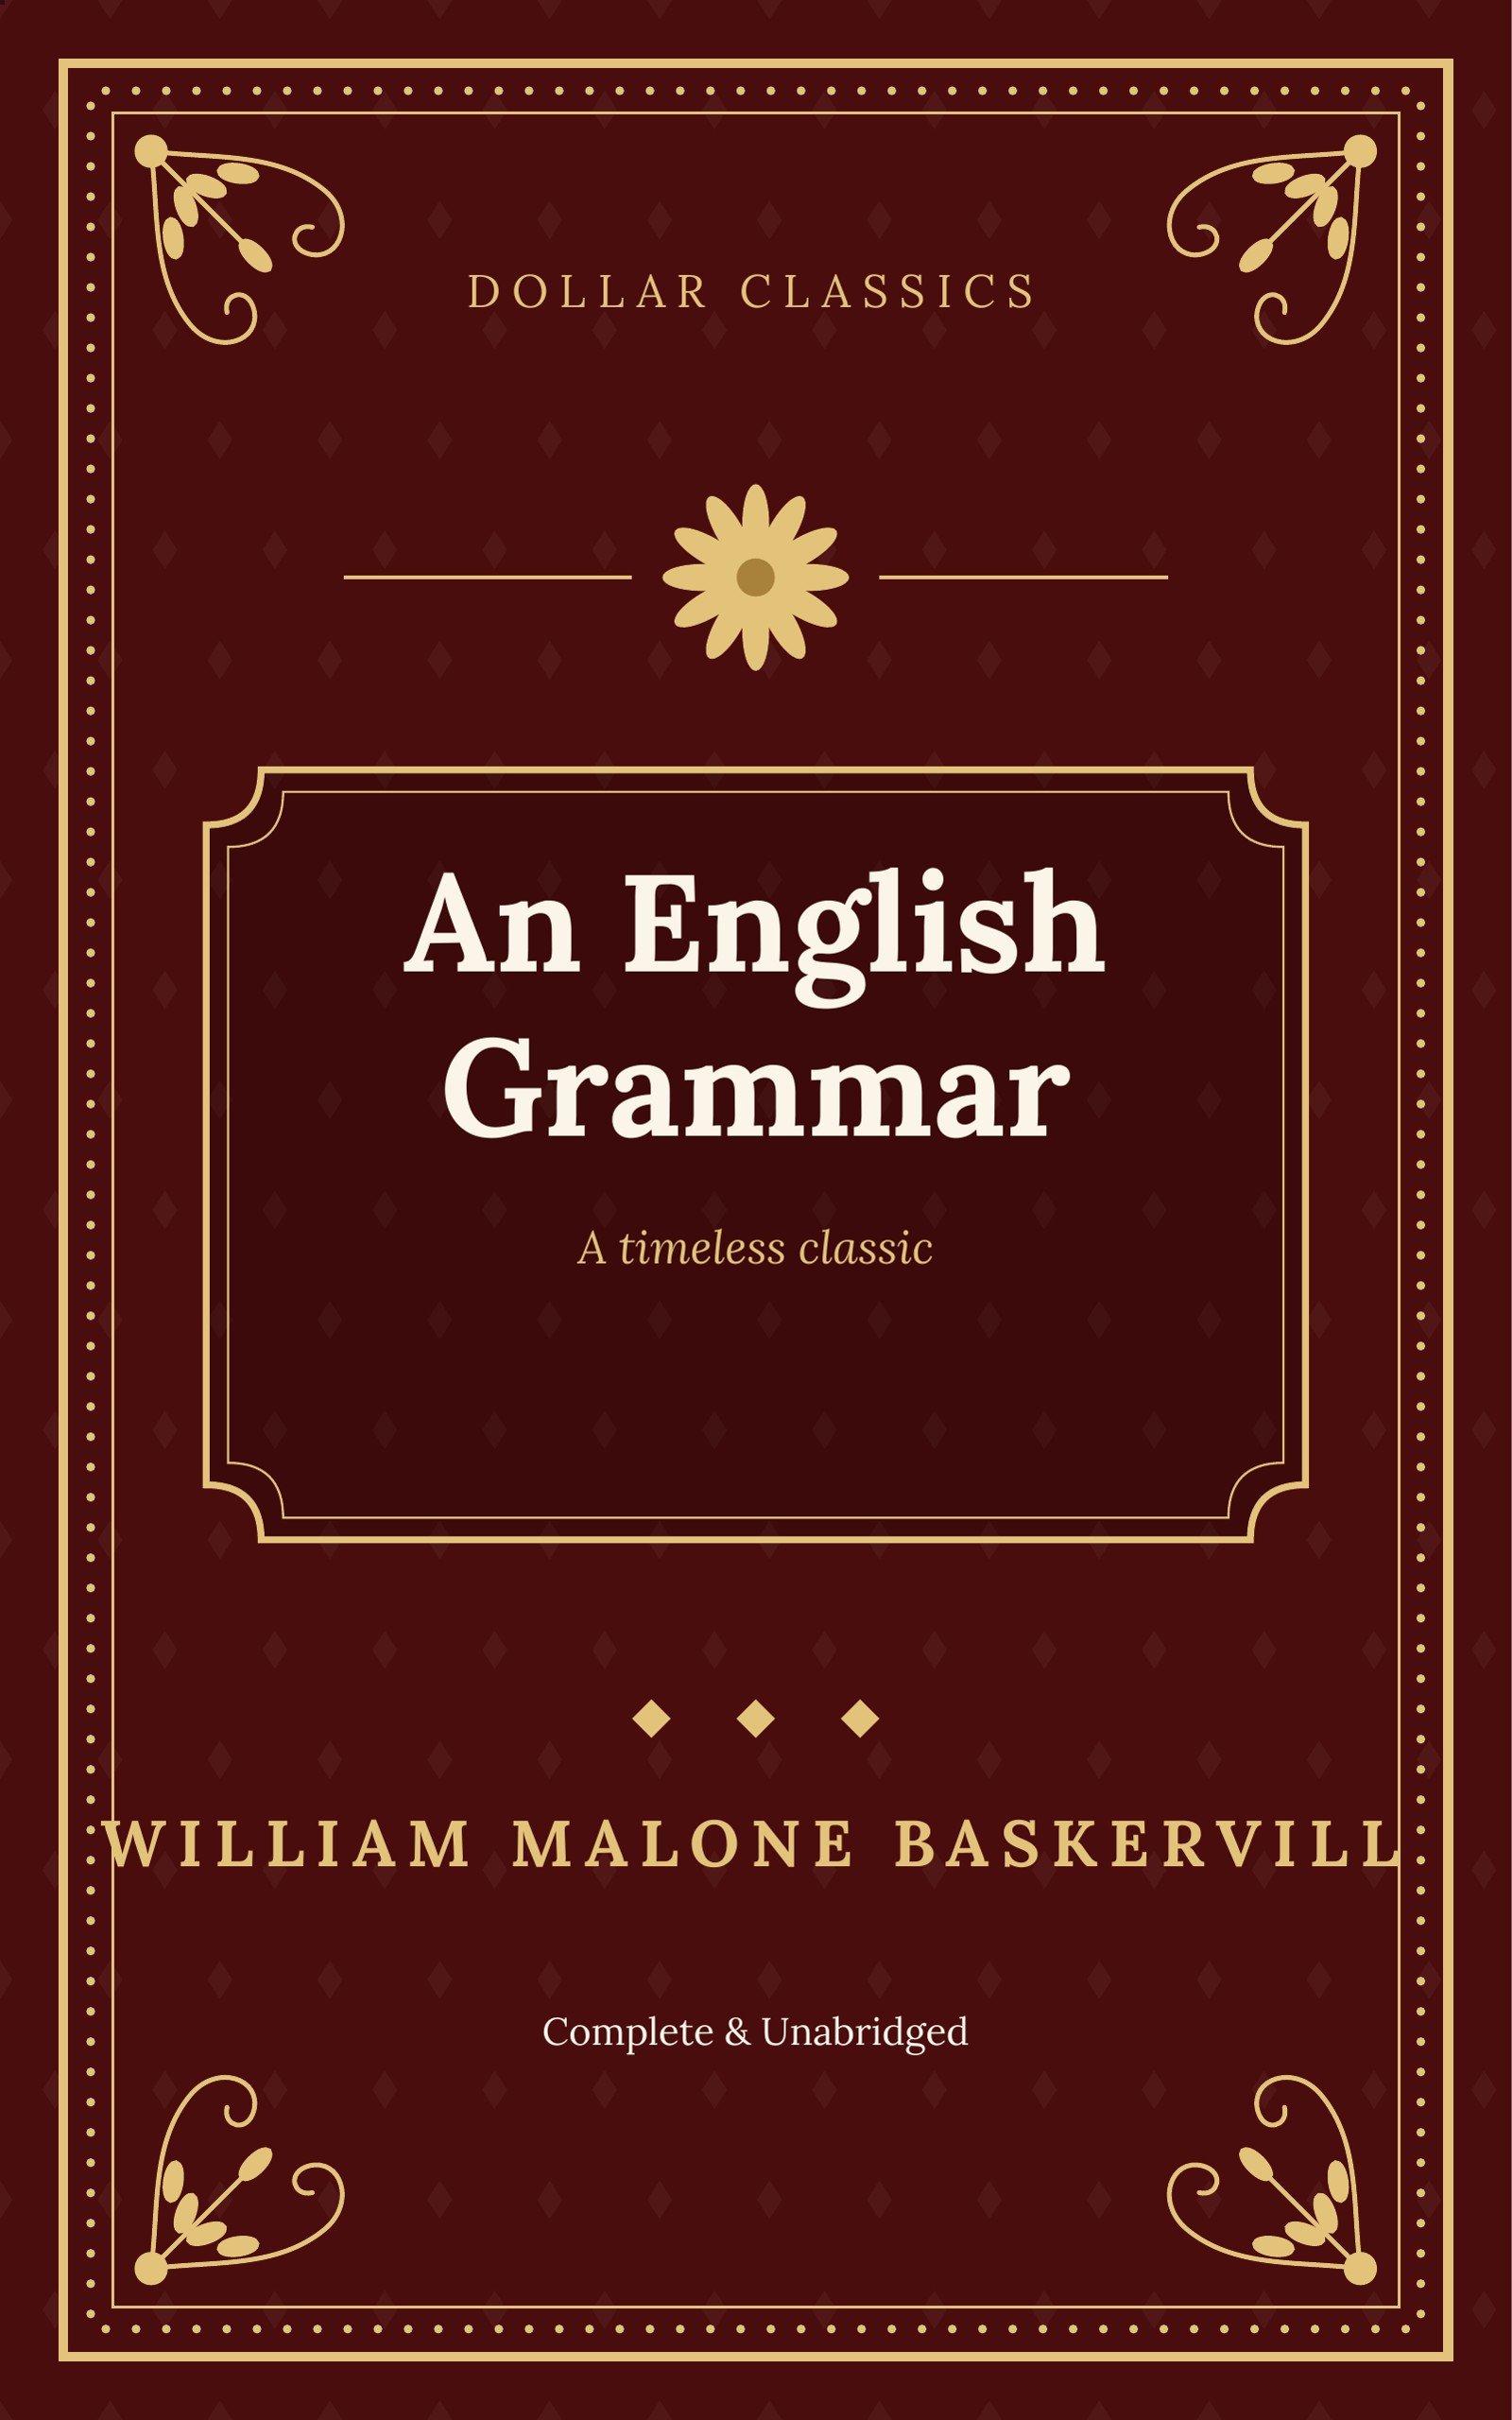 DOLLAR CLASSICS
An English
Grammar
A timeless classic
WILLIAM MALONE BASKERVILL
Complete & Unabridged